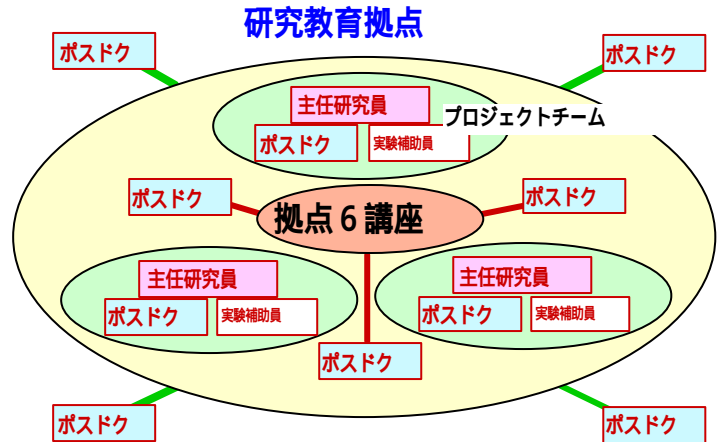 研究教育拠点
ポスドク
ポスドク
主任研究員
プロジェクトチーム
ポスドク
実験補助員
ポスドク
ポスドク
拠点6講座
主任研究員
主任研究員
ポスドク
実験補助員
ポスドク
実験補助員
ポスドク
ポスドク
ポスドク